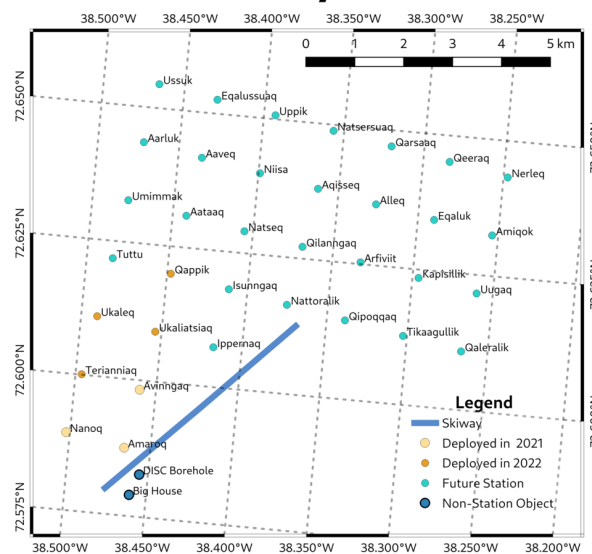 38.500°W 38.450°W 38.400°W 38.350°W 38.300°W 38.250°W
0 1 2 3 4 5 km
72.650°N
Ussuk
Eqalussuaq
Uppik
Natsersuaq
Qarsaaq
Qeeraq
Nerleq
Aarluk
Aaveq
Niisa
Aqisseq
Alleq
Eqaluk
Amiqok
Umimmak
Aataaq
Natseq
Qilanngaq
Arfiviit
Kapisillik
Uugaq
72.625°N
Tuttu
Qappik
Isunngaq
Nattoralik
Qipoqqaq
Tikaagullik
Qaleralik
Ukaleq
Ukaliatsiaq
Ippernaq
72.600°N
Terianniaq
Avinngaq
Nanoq
Amaroq
DISC Borehole
Big House
72.575°N
Legend
Skiway
Deployed in 2021
Deployed in 2022
Future Station
Non-Station Object
38.500°W 38.450°W 38.400°W 38.350°W 38.300°W 38.250°W 38.200°W